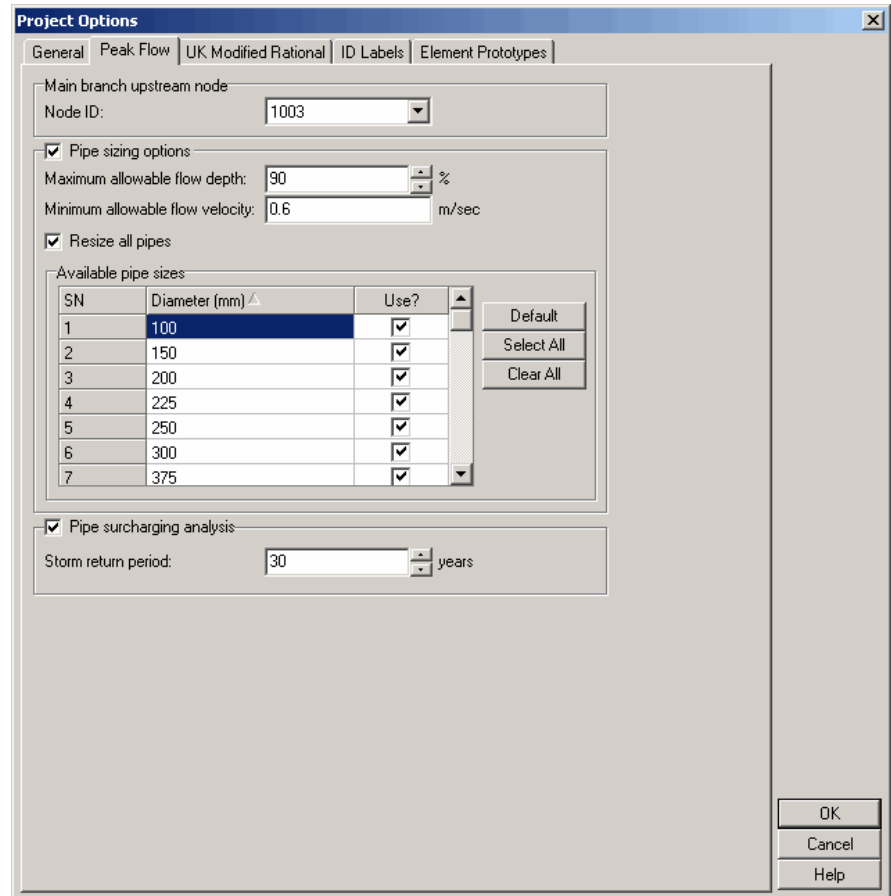 Project Options
General Peak Flow UK Modified Rational ID Labels Element Prototypes
Main branch upstream node
Node ID: 1003
Pipe sizing options
Maximum allowable flow depth: 90 %
Minimum allowable flow velocity: 0.6 m/sec
Resize all pipes
Available pipe sizes
SN Diameter (mm) Use?
1 100
2 150
3 200
4 225
5 250
6 300
7 375
Default
Select All
Clear All
Pipe surcharging analysis
Storm return period: 30 years
OK
Cancel
Help